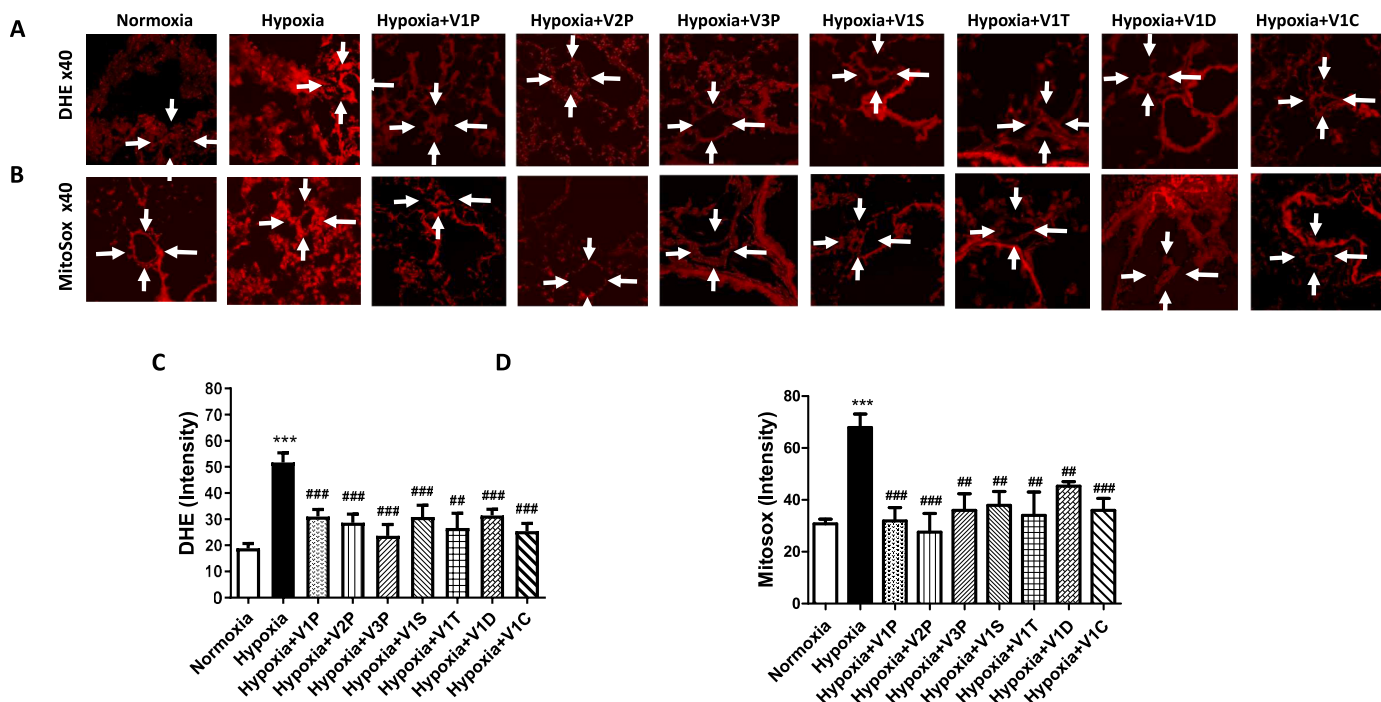 Normoxia Hypoxia Hypoxia+V1P Hypoxia+V2P Hypoxia+V3P Hypoxia+V1S Hypoxia+V1T Hypoxia+V1D Hypoxia+V1C
A
DHE x40
B
MitoSox x40
C
DHE (Intensity)
80
70
60
50
40
30
20
10
0
***
###
###
###
###
##
###
###
Normoxia
Hypoxia
Hypoxia+V1P
Hypoxia+V2P
Hypoxia+V3P
Hypoxia+V1S
Hypoxia+V1T
Hypoxia+V1D
Hypoxia+V1C
D
Mitosox (Intensity)
80
60
40
20
0
***
###
###
##
##
##
##
###
Normoxia
Hypoxia
Hypoxia+V1P
Hypoxia+V2P
Hypoxia+V3P
Hypoxia+V1S
Hypoxia+V1T
Hypoxia+V1D
Hypoxia+V1C